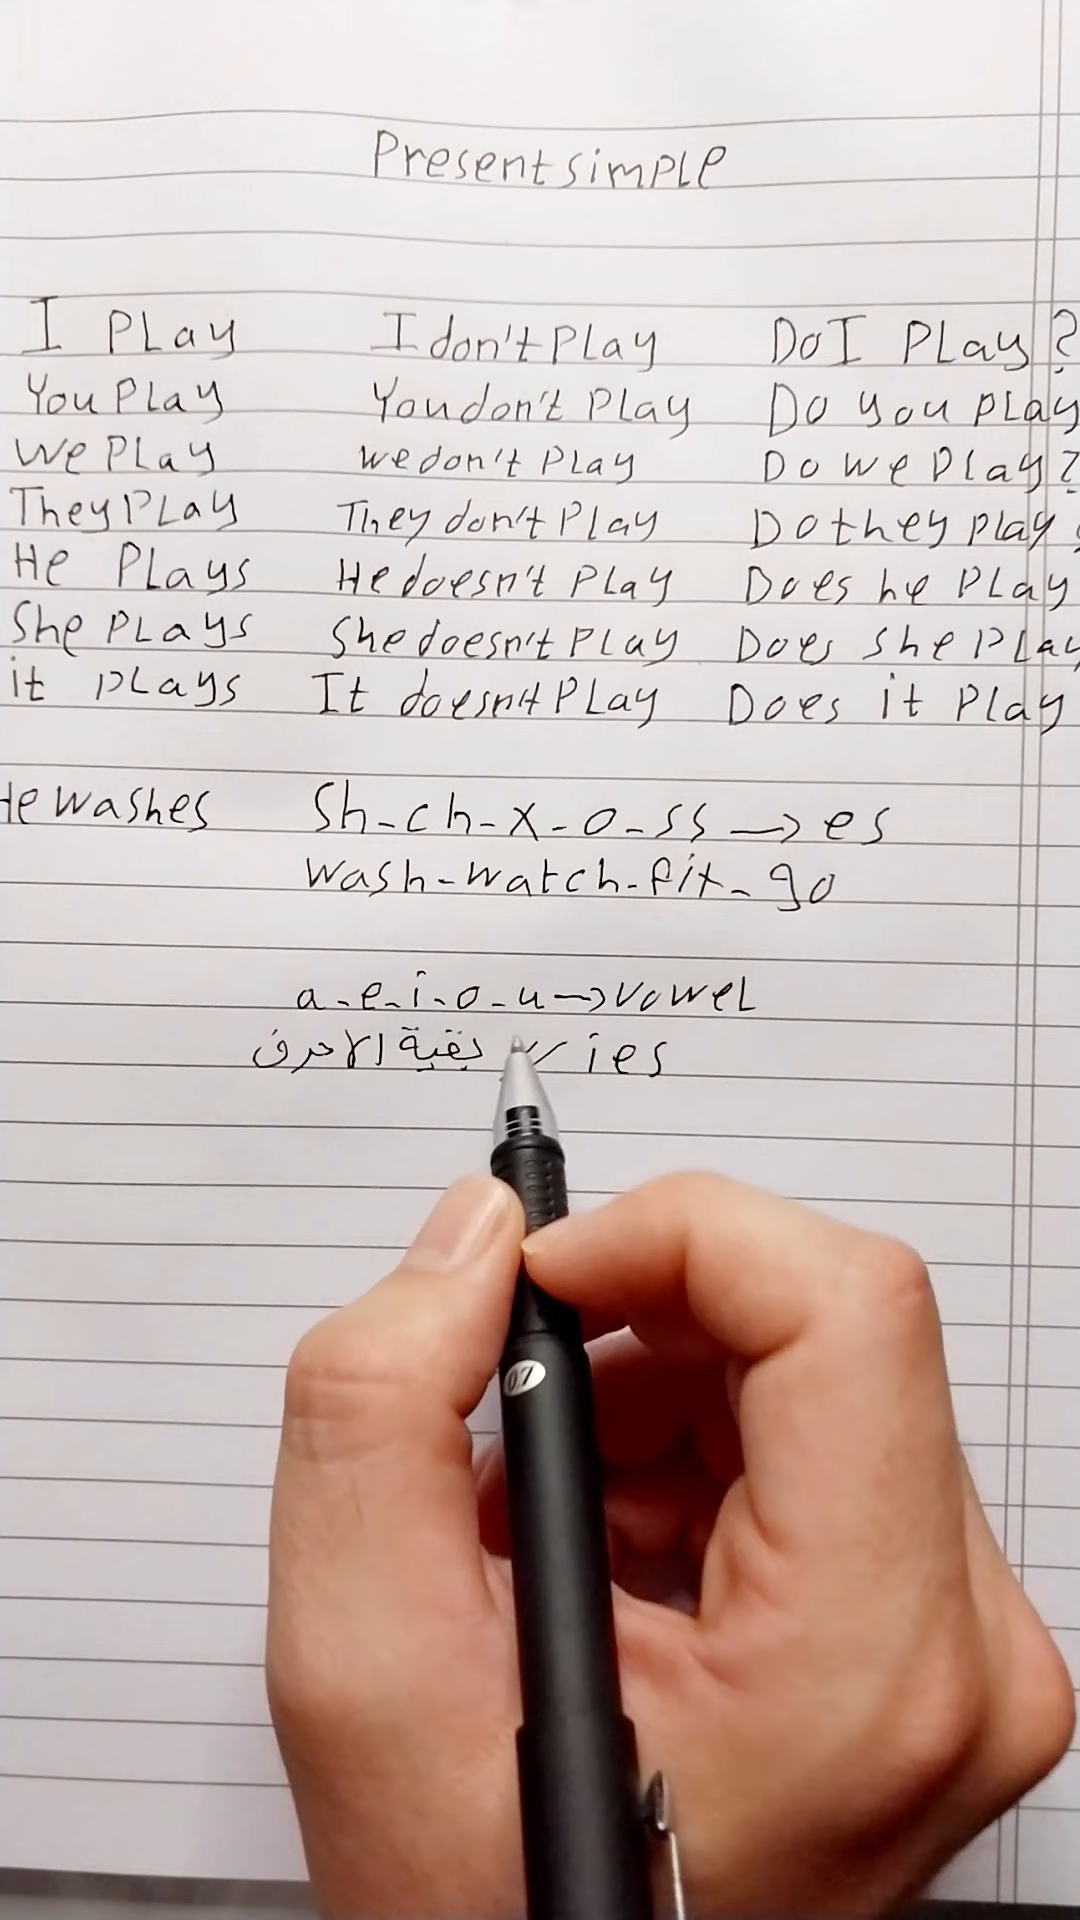 Present simple
I Play I don't Play Do I Play?
You Play You don't Play Do you play
We Play we don't Play Do we Play?
They Play They don't Play Do they play
He Plays He doesn't Play Does he Play
She Plays She doesn't Play Does she Play
it plays It doesn't Play Does it Play
He washes Sh-ch-x-o-ss → es
wash-watch-fix-go
a-e-i-o-u → vowel
بقية الاحرف ies
07